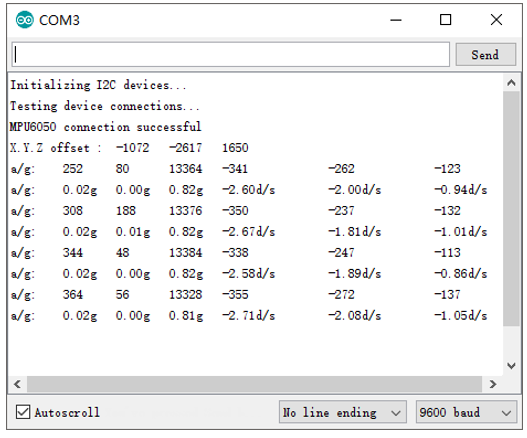 COM3
Send
Initializing I2C devices...
Testing device connections...
MPU6050 connection successful
X.Y.Z offset : -1072 -2617 1650
a/g: 252 80 13364 -341 -262 -123
a/g: 0.02g 0.00g 0.82g -2.60d/s -2.00d/s -0.94d/s
a/g: 308 188 13376 -350 -237 -132
a/g: 0.02g 0.01g 0.82g -2.67d/s -1.81d/s -1.01d/s
a/g: 344 48 13384 -338 -247 -113
a/g: 0.02g 0.00g 0.82g -2.58d/s -1.89d/s -0.86d/s
a/g: 364 56 13328 -355 -272 -137
a/g: 0.02g 0.00g 0.81g -2.71d/s -2.08d/s -1.05d/s
Autoscroll No line ending 9600 baud